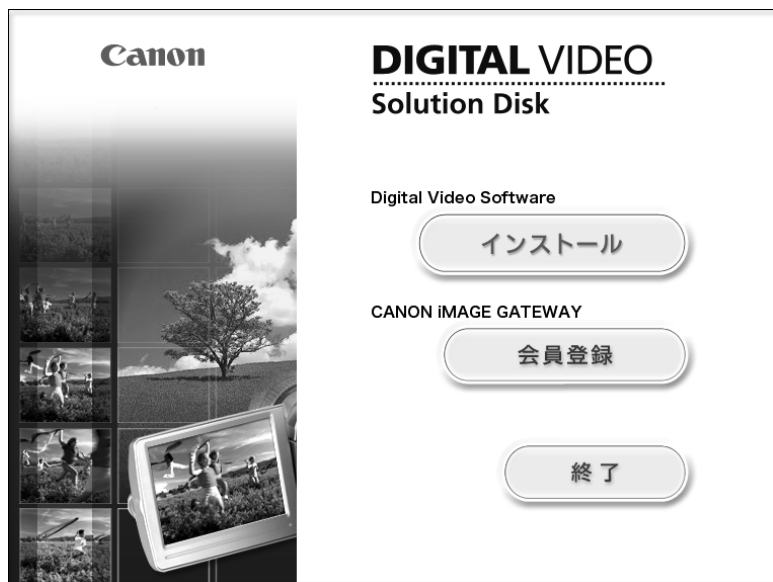 Canon
DIGITAL VIDEO
Solution Disk
Digital Video Software
インストール
CANON iMAGE GATEWAY
会員登録
終了